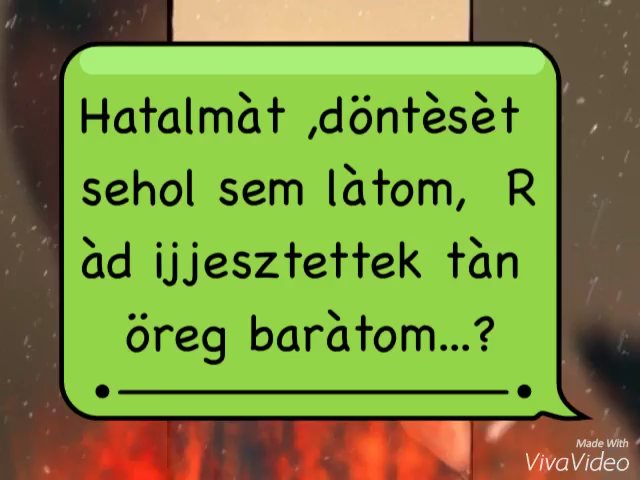 Hatalmàt ,döntèsèt
sehol sem làtom, R
àd ijjesztettek tàn
öreg baràtom...?
Made With
VivaVideo